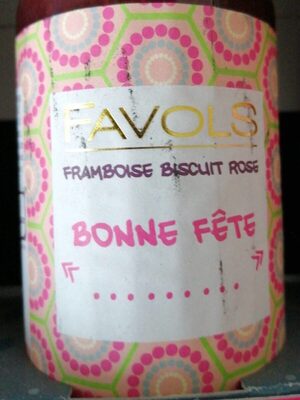 FAVOLS
FRAMBOISE BISCUIT ROSE
BONNE FÊTE
« .......... »